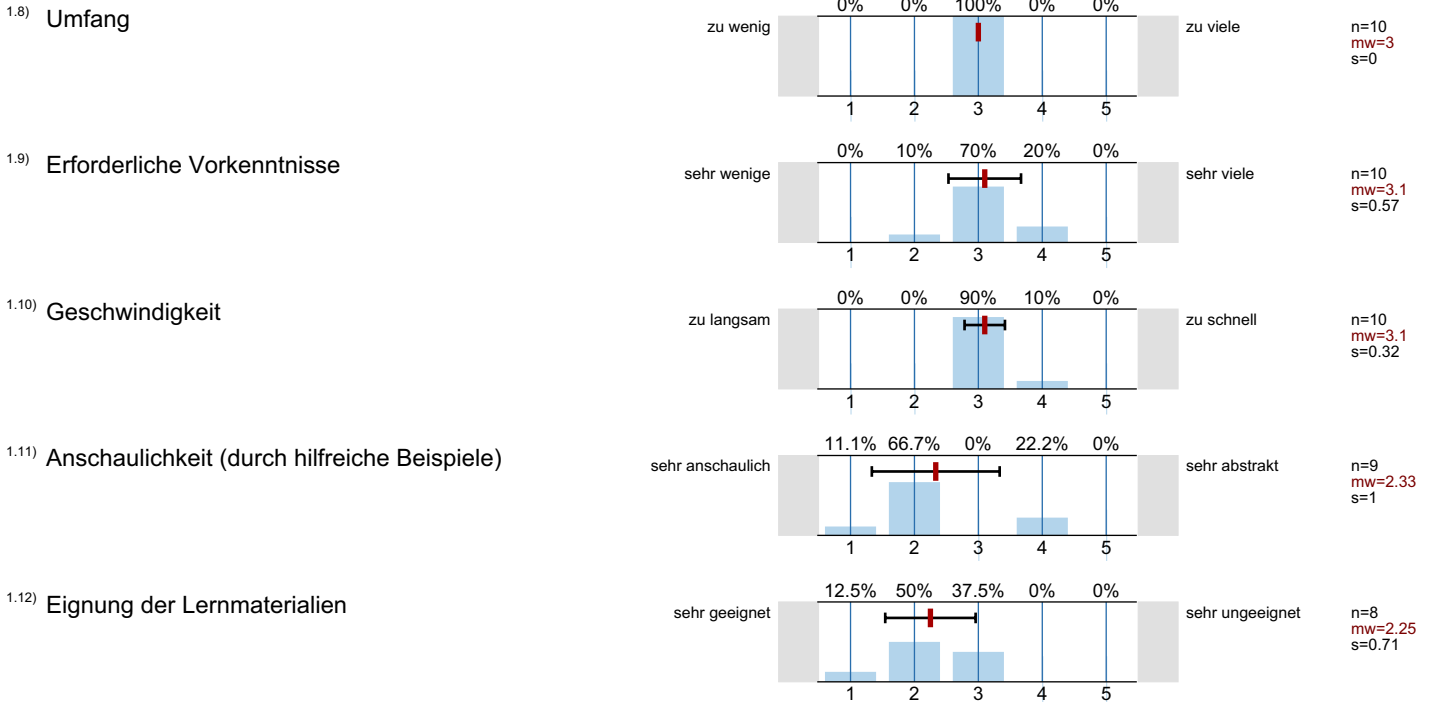 1.8) Umfang
0% 0% 100% 0% 0%
zu wenig
zu viele
n=10
mw=3
s=0
1 2 3 4 5
1.9) Erforderliche Vorkenntnisse
0% 10% 70% 20% 0%
sehr wenige
sehr viele
n=10
mw=3.1
s=0.57
1 2 3 4 5
1.10) Geschwindigkeit
0% 0% 90% 10% 0%
zu langsam
zu schnell
n=10
mw=3.1
s=0.32
1 2 3 4 5
1.11) Anschaulichkeit (durch hilfreiche Beispiele)
11.1% 66.7% 0% 22.2% 0%
sehr anschaulich
sehr abstrakt
n=9
mw=2.33
s=1
1 2 3 4 5
1.12) Eignung der Lernmaterialien
12.5% 50% 37.5% 0% 0%
sehr geeignet
sehr ungeeignet
n=8
mw=2.25
s=0.71
1 2 3 4 5